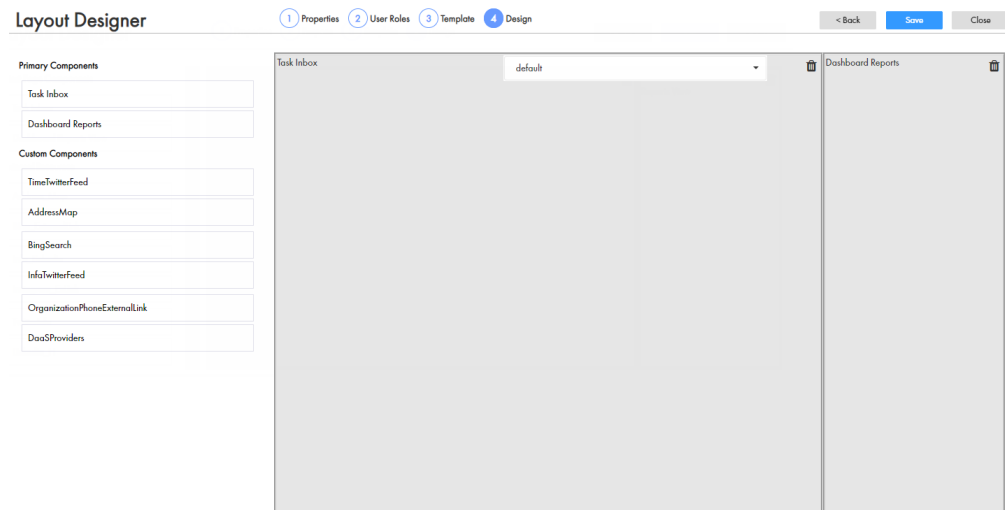 Layout Designer
1 Properties 2 User Roles 3 Template 4 Design
< Back Save Close
Primary Components
Task Inbox
Dashboard Reports
Custom Components
TimeTwitterFeed
AddressMap
BingSearch
InfaTwitterFeed
OrganizationPhoneExternalLink
DaaSProviders
Task Inbox default
Dashboard Reports